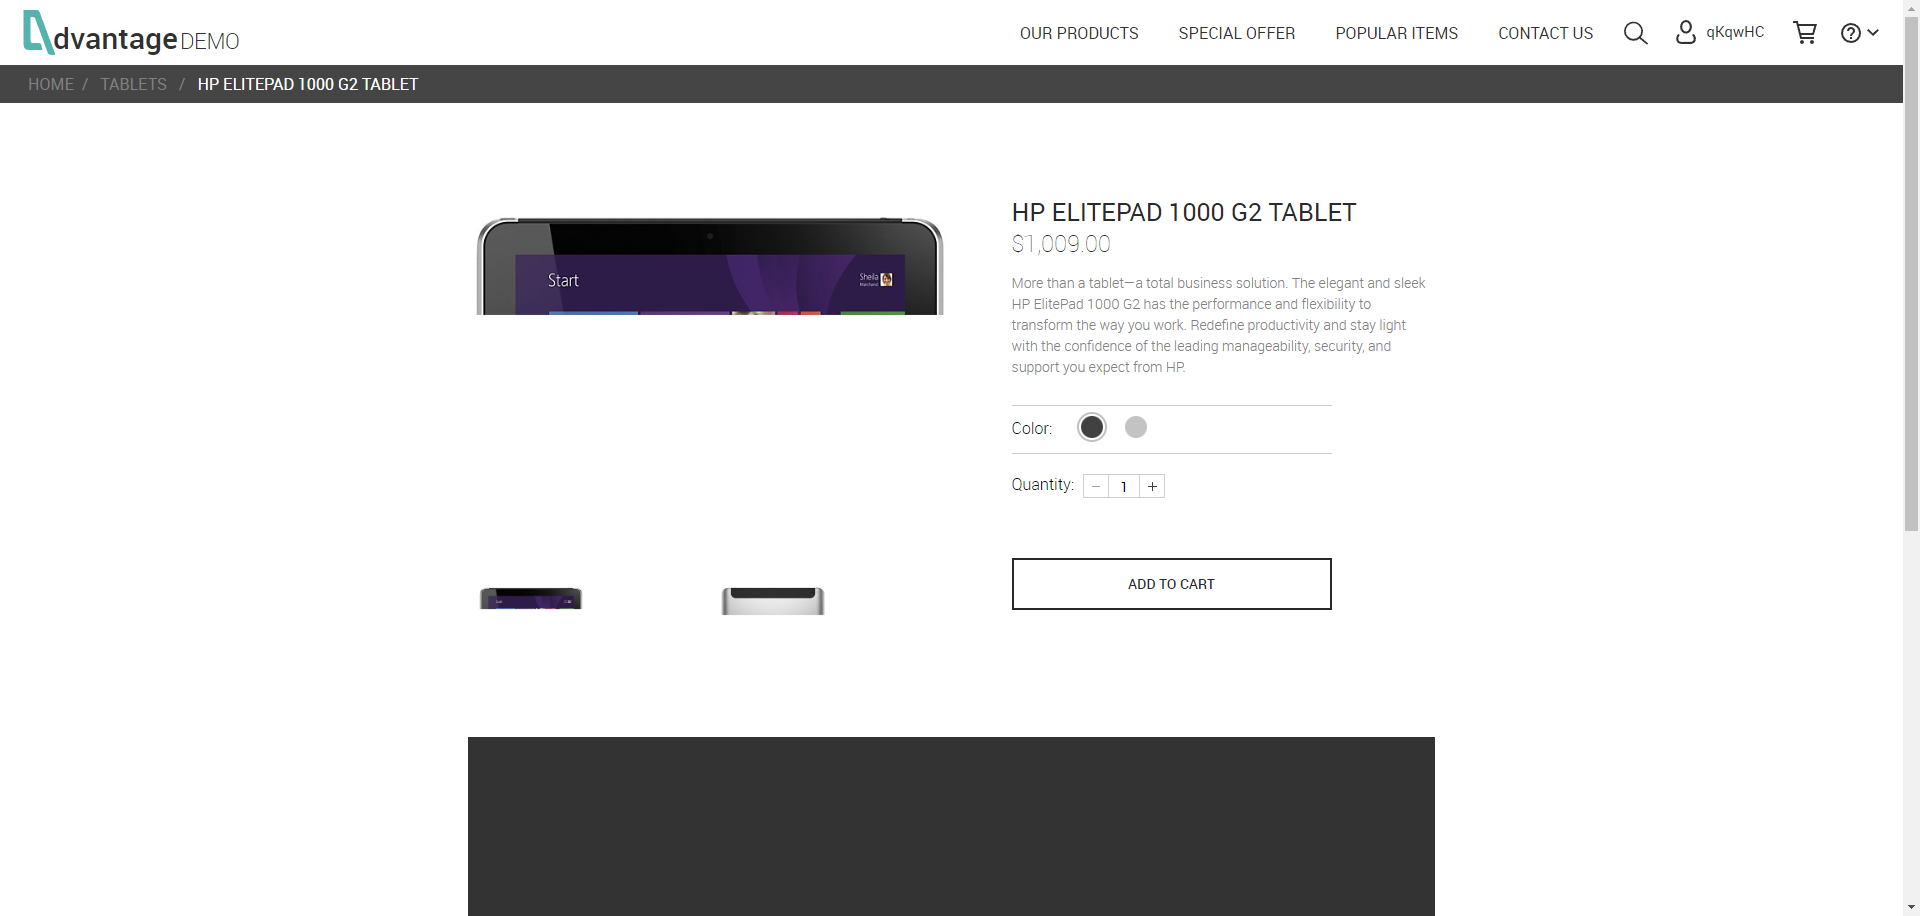 dvantage DEMO
OUR PRODUCTS
SPECIAL OFFER
POPULAR ITEMS
CONTACT US
qKqwHC
HOME / TABLETS / HP ELITEPAD 1000 G2 TABLET
Start
Sheila
HP ELITEPAD 1000 G2 TABLET
$1,009.00
More than a tablet—a total business solution. The elegant and sleek
HP ElitePad 1000 G2 has the performance and flexibility to
transform the way you work. Redefine productivity and stay light
with the confidence of the leading manageability, security, and
support you expect from HP.
Color:
Quantity: − 1 +
ADD TO CART